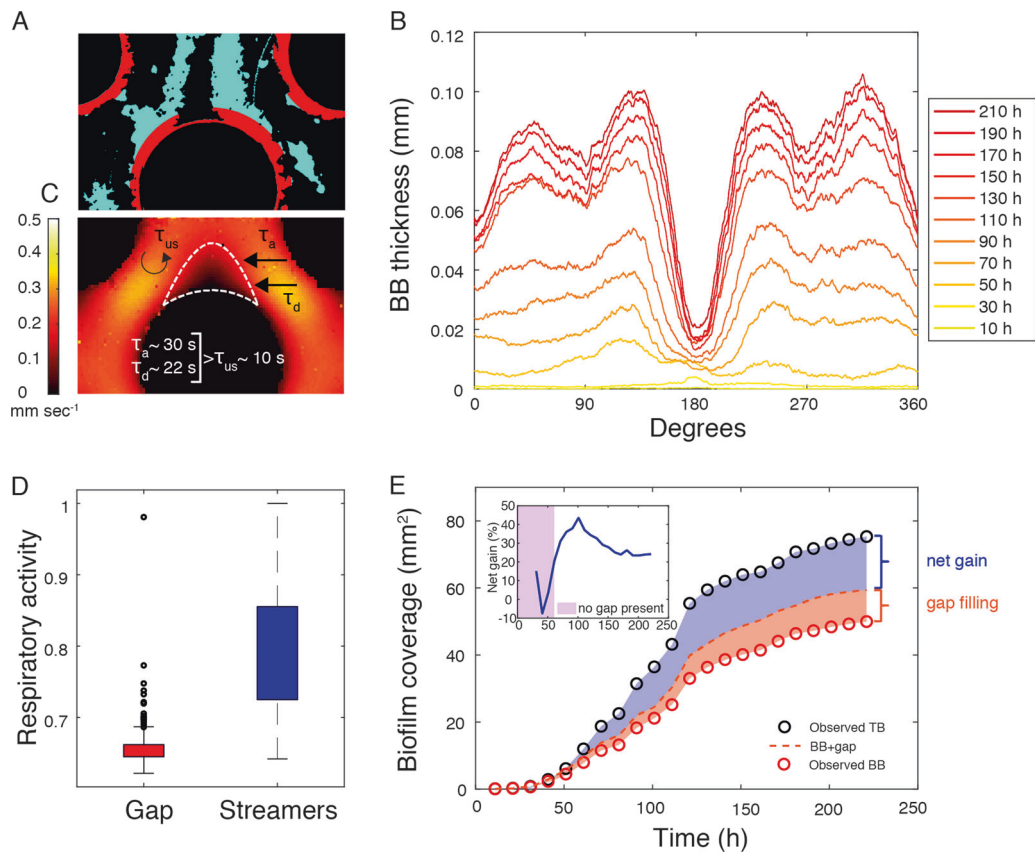 A
B
BB thickness (mm)
0.12
0.10
0.08
0.06
0.04
0.02
0
0
90
180
270
360
Degrees
210 h
190 h
170 h
150 h
130 h
110 h
90 h
70 h
50 h
30 h
10 h
C
0.5
0.4
0.3
0.2
0.1
0
mm sec⁻¹
τus
τa
τd
τa~ 30 s
τd~ 22 s
>τus~ 10 s
D
Respiratory activity
1
0.9
0.8
0.7
Gap
Streamers
E
Biofilm coverage (mm²)
80
60
40
20
0
0
50
100
150
200
250
Time (h)
Net gain (%)
50
40
30
20
10
0
-10
0
50
100
150
200
no gap present
net gain
gap filling
Observed TB
BB+gap
Observed BB